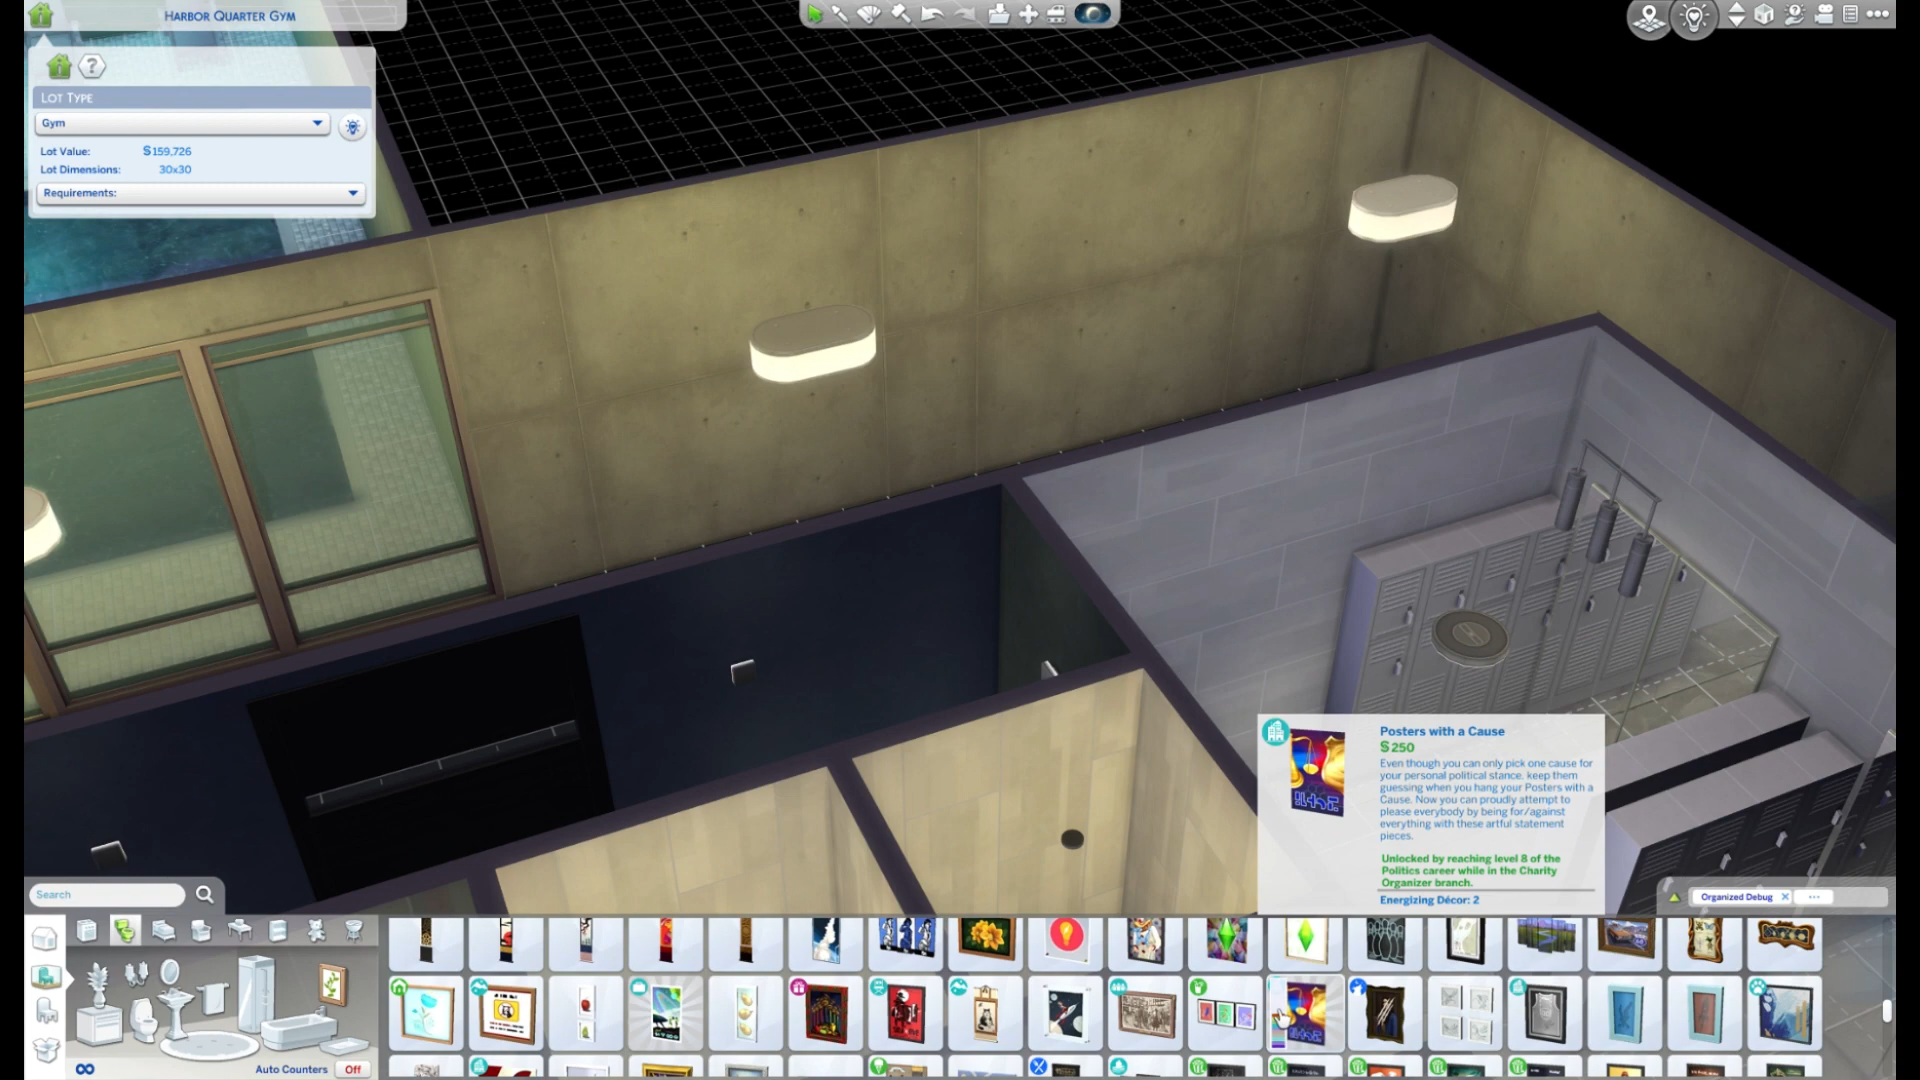 HARBOR QUARTER GYM
LOT TYPE
Gym
Lot Value: §159,726
Lot Dimensions: 30x30
Requirements:
Posters with a Cause
§250
Even though you can only pick one cause for
your personal political stance, keep them
guessing when you hang your Posters with a
Cause. Now you can proudly attempt to
please everybody by being for/against
everything with these artful statement
pieces.
Unlocked by reaching level 8 of the
Politics career while in the Charity
Organizer branch.
Energizing Décor: 2
Search
Organized Debug
Auto Counters Off